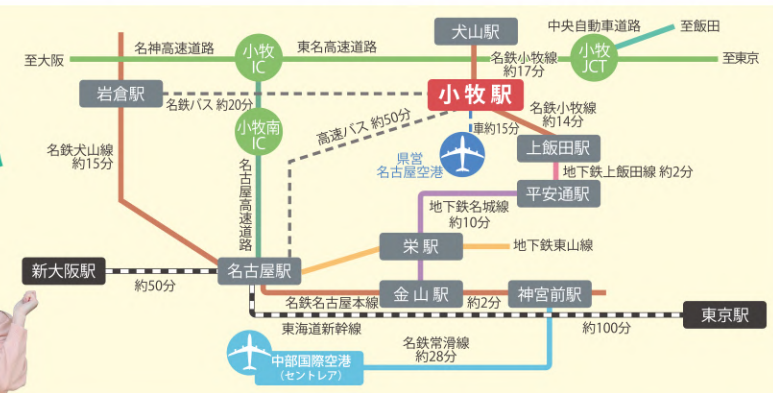 犬山駅
中央自動車道路
至飯田
至大阪
名神高速道路
小牧
IC
東名高速道路
名鉄小牧線
約17分
小牧
JCT
至東京
岩倉駅
名鉄バス 約20分
小牧駅
名鉄小牧線
約14分
小牧南
IC
高速バス 約50分
車約15分
県営
名古屋空港
上飯田駅
地下鉄上飯田線 約2分
名鉄犬山線
約15分
名古屋高速道路
平安通駅
地下鉄名城線
約10分
栄駅
地下鉄東山線
新大阪駅
約50分
名古屋駅
名鉄名古屋本線
金山駅
約2分
神宮前駅
東海道新幹線
約100分
東京駅
中部国際空港
(セントレア)
名鉄常滑線
約28分